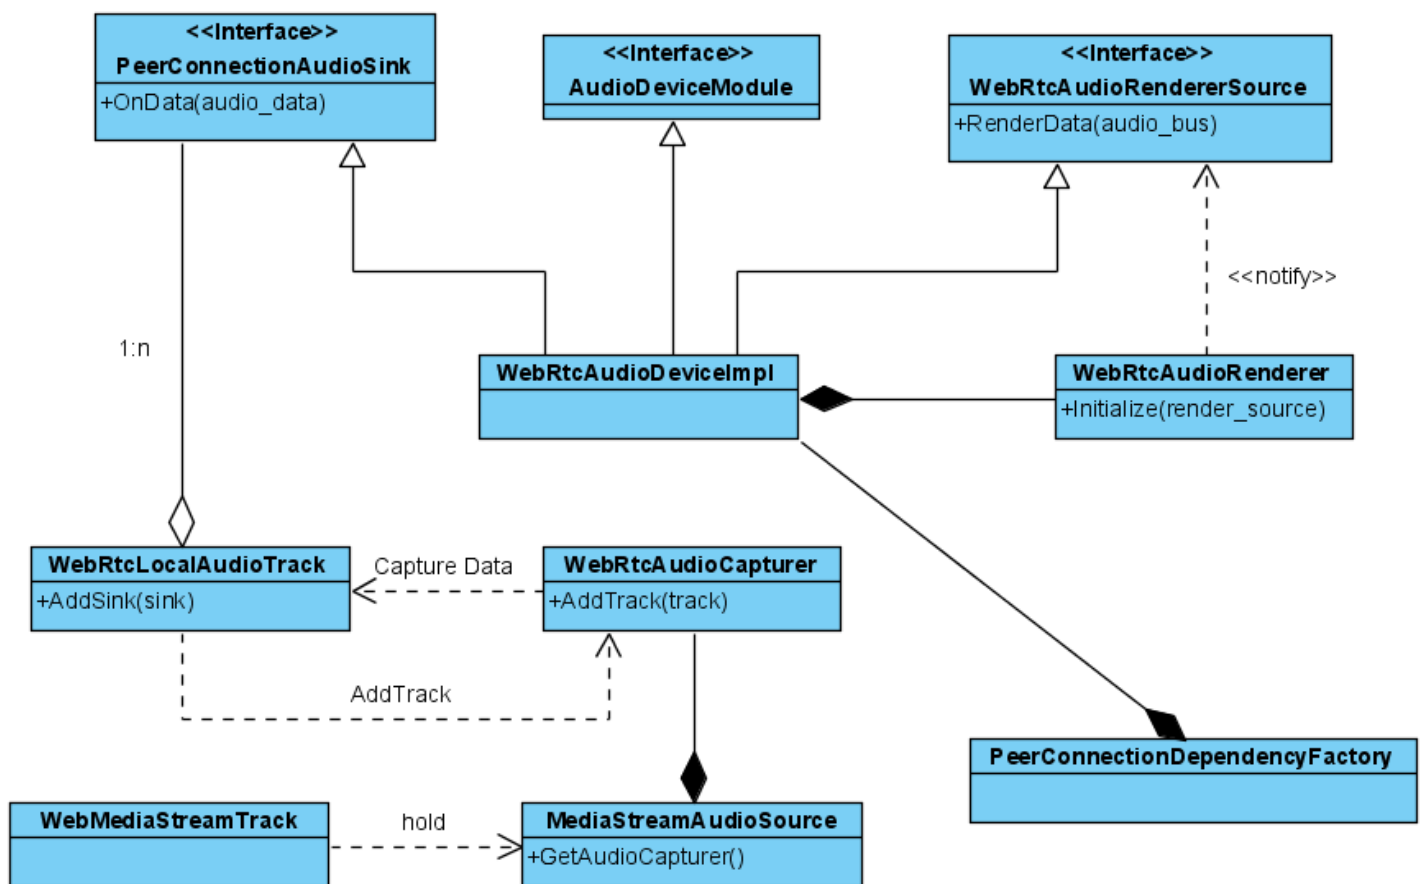 <<Interface>>
PeerConnectionAudioSink
+OnData(audio_data)
<<Interface>>
AudioDeviceModule
<<Interface>>
WebRtcAudioRendererSource
+RenderData(audio_bus)
<<notify>>
1:n
WebRtcAudioDeviceImpl
WebRtcAudioRenderer
+Initialize(render_source)
WebRtcLocalAudioTrack
+AddSink(sink)
Capture Data
WebRtcAudioCapturer
+AddTrack(track)
AddTrack
PeerConnectionDependencyFactory
WebMediaStreamTrack
hold
MediaStreamAudioSource
+GetAudioCapturer()